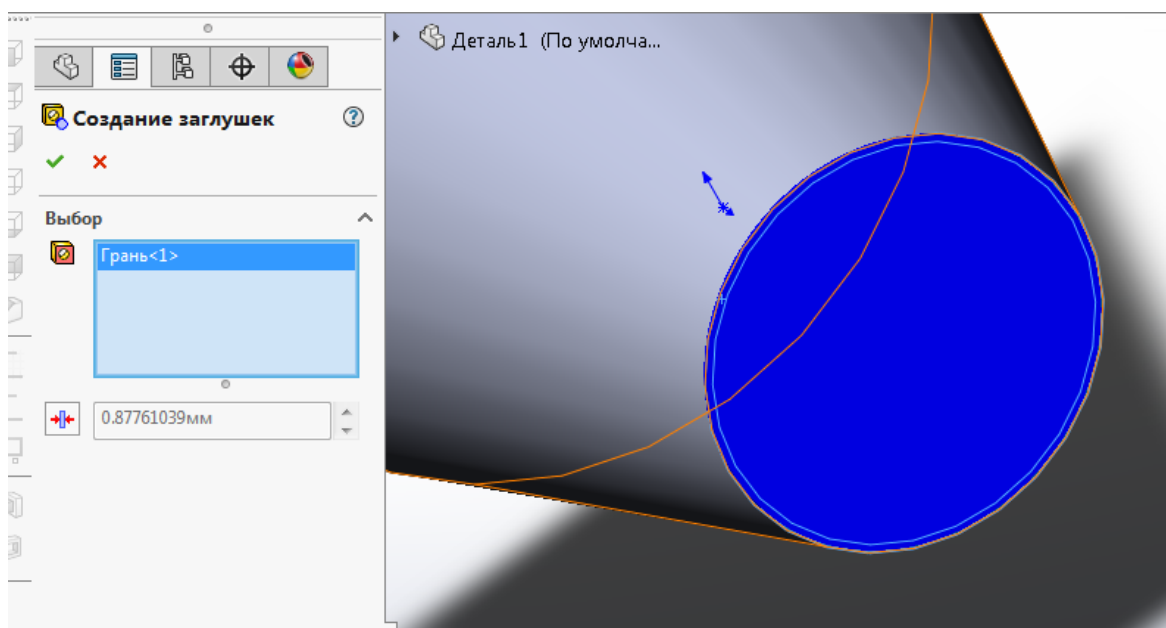 Деталь1 (По умолча...
Создание заглушек
Выбор
Грань<1>
0.87761039мм